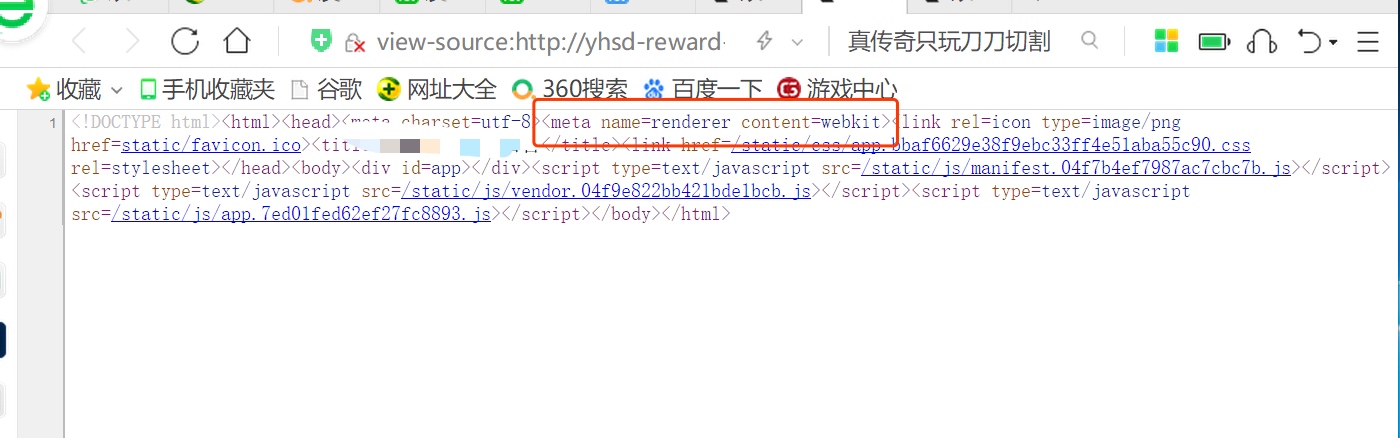 view-source:http://yhsd-reward-
真传奇只玩刀刀切割
收藏 手机收藏夹 谷歌 网址大全 360搜索 百度一下 游戏中心
1
<!DOCTYPE html><html><head><meta charset=utf-8><meta name=renderer content=webkit><link rel=icon type=image/png
href=static/favicon.ico><titl </title><link href=/static/css/app.bbaf6629e38f9ebc33ff4e51aba55c90.css
rel=stylesheet></head><body><div id=app></div><script type=text/javascript src=/static/js/manifest.04f7b4ef7987ac7cbc7b.js></script>
<script type=text/javascript src=/static/js/vendor.04f9e822bb421bde1bcb.js></script><script type=text/javascript
src=/static/js/app.7ed01fed62ef27fc8893.js></script></body></html>